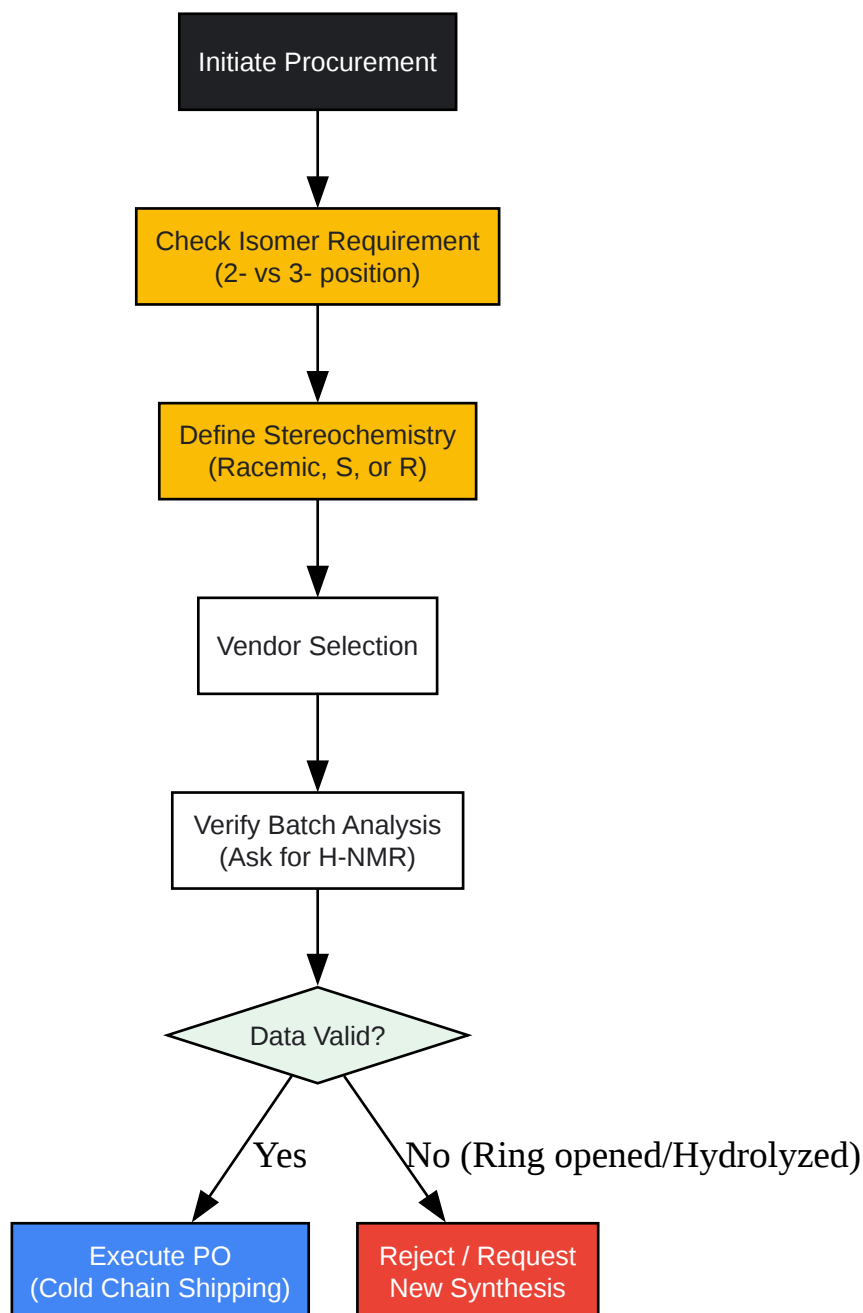 Initiate Procurement
Check Isomer Requirement
(2- vs 3- position)
Define Stereochemistry
(Racemic, S, or R)
Vendor Selection
Verify Batch Analysis
(Ask for H-NMR)
Data Valid?
Yes
No (Ring opened/Hydrolyzed)
Execute PO
(Cold Chain Shipping)
Reject / Request
New Synthesis